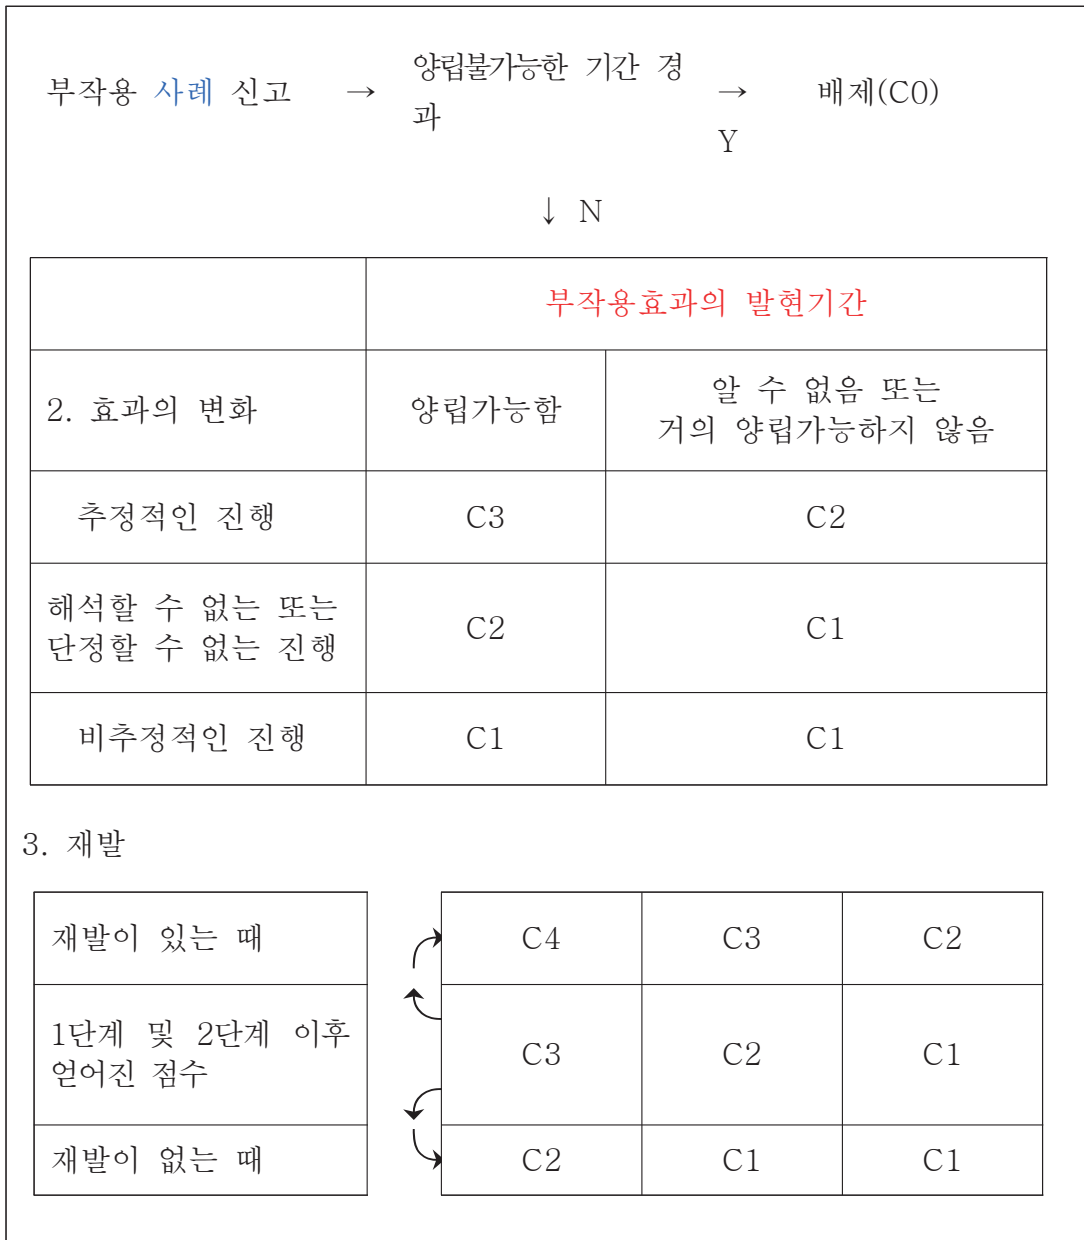 부작용 사례 신고 → 양립불가능한 기간 경과 → 배제(C0)
Y
↓ N
부작용효과의 발현기간
2. 효과의 변화 양립가능함 알 수 없음 또는
거의 양립가능하지 않음
추정적인 진행 C3 C2
해석할 수 없는 또는
단정할 수 없는 진행 C2 C1
비추정적인 진행 C1 C1
3. 재발
재발이 있는 때 C4 C3 C2
1단계 및 2단계 이후
얻어진 점수 C3 C2 C1
재발이 없는 때 C2 C1 C1